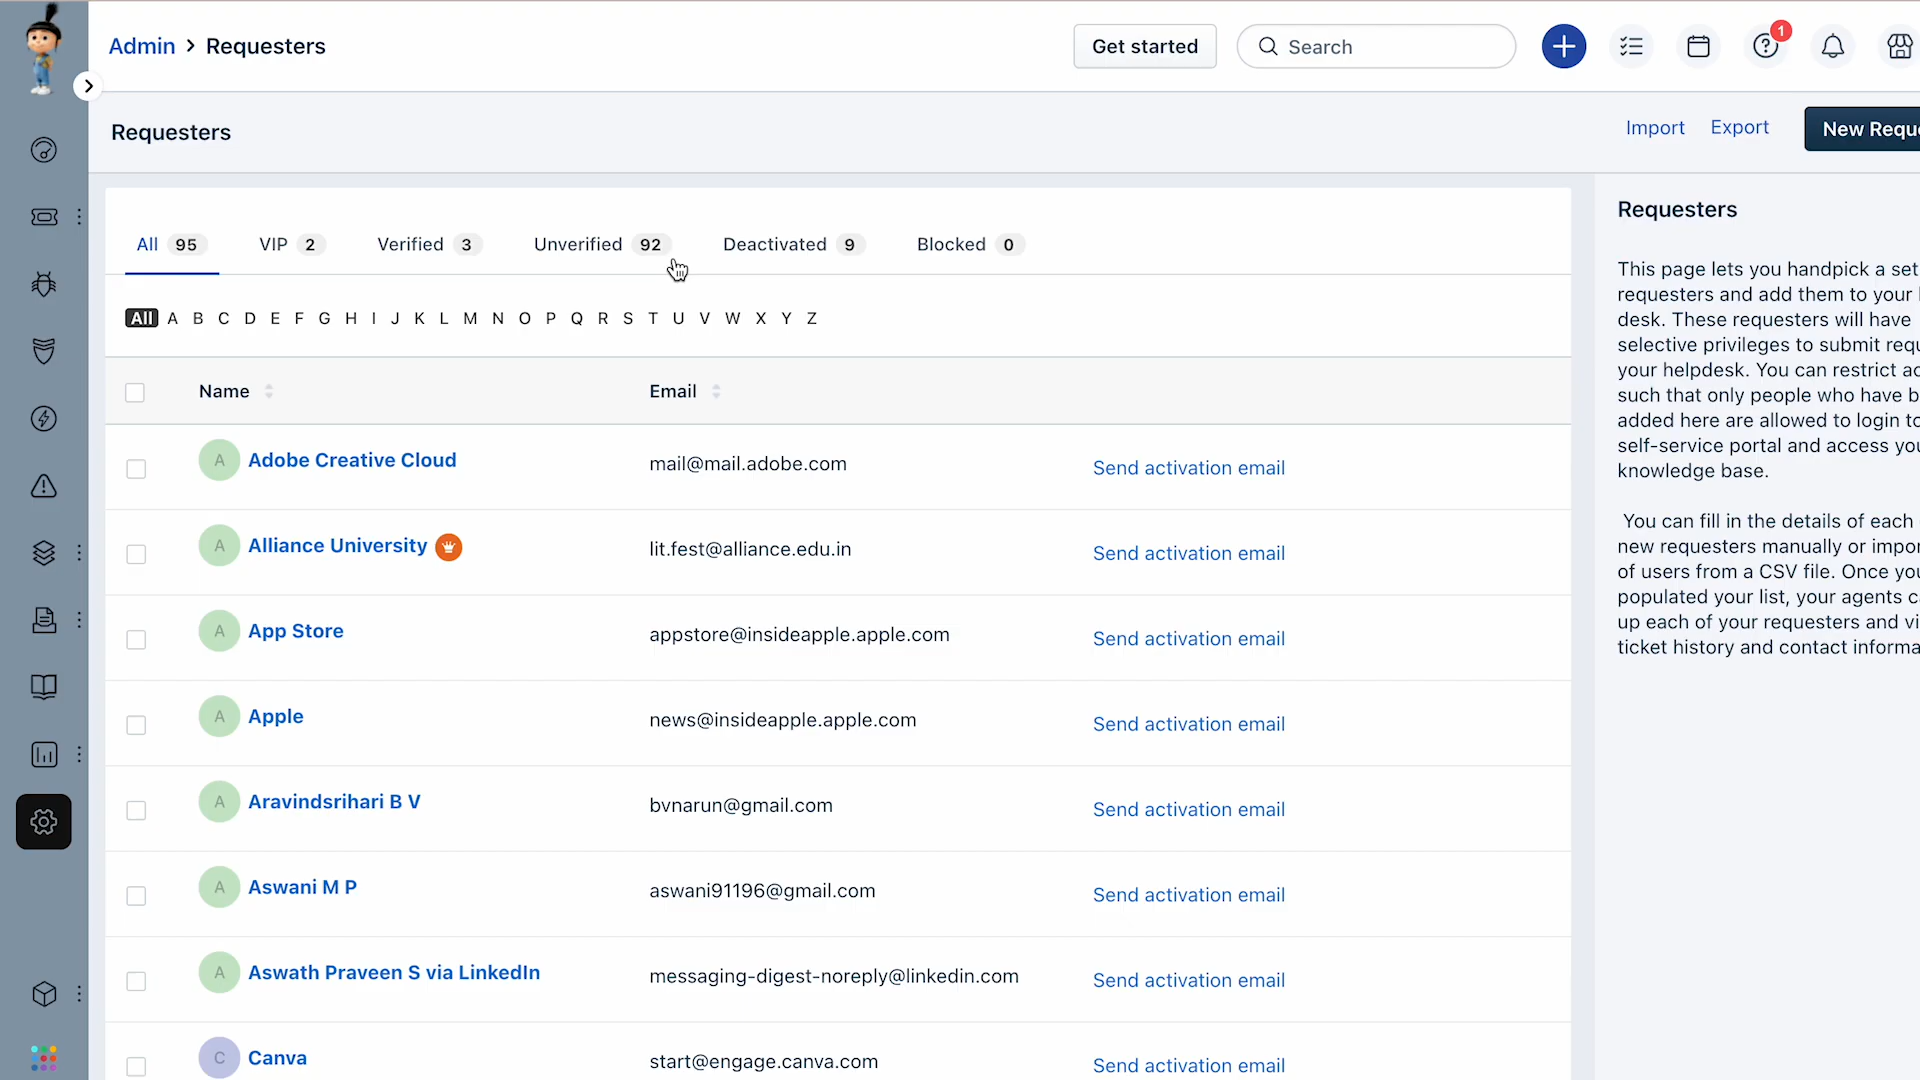 Admin > Requesters
Get started
Search
1
Requesters
Import
Export
New Requ
All 95
VIP 2
Verified 3
Unverified 92
Deactivated 9
Blocked 0
All A B C D E F G H I J K L M N O P Q R S T U V W X Y Z
Name
Email
A Adobe Creative Cloud mail@mail.adobe.com Send activation email
A Alliance University lit.fest@alliance.edu.in Send activation email
A App Store appstore@insideapple.apple.com Send activation email
A Apple news@insideapple.apple.com Send activation email
A Aravindsrihari B V bvnarun@gmail.com Send activation email
A Aswani M P aswani91196@gmail.com Send activation email
A Aswath Praveen S via LinkedIn messaging-digest-noreply@linkedin.com Send activation email
C Canva start@engage.canva.com Send activation email
Requesters
This page lets you handpick a set
requesters and add them to your
desk. These requesters will have
selective privileges to submit requ
your helpdesk. You can restrict ac
such that only people who have b
added here are allowed to login to
self-service portal and access you
knowledge base.
You can fill in the details of each
new requesters manually or impor
of users from a CSV file. Once you
populated your list, your agents ca
up each of your requesters and vi
ticket history and contact informa